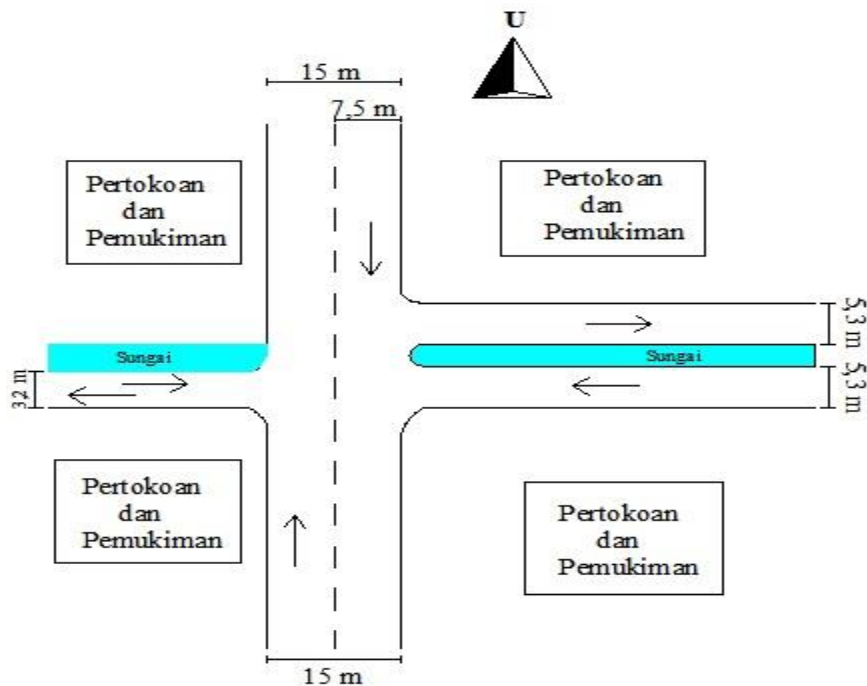 U
15 m
7,5 m
Pertokoan
dan
Pemukiman
Pertokoan
dan
Pemukiman
5,3 m
Sungai
Sungai
3,2 m
5,3 m
Pertokoan
dan
Pemukiman
Pertokoan
dan
Pemukiman
15 m